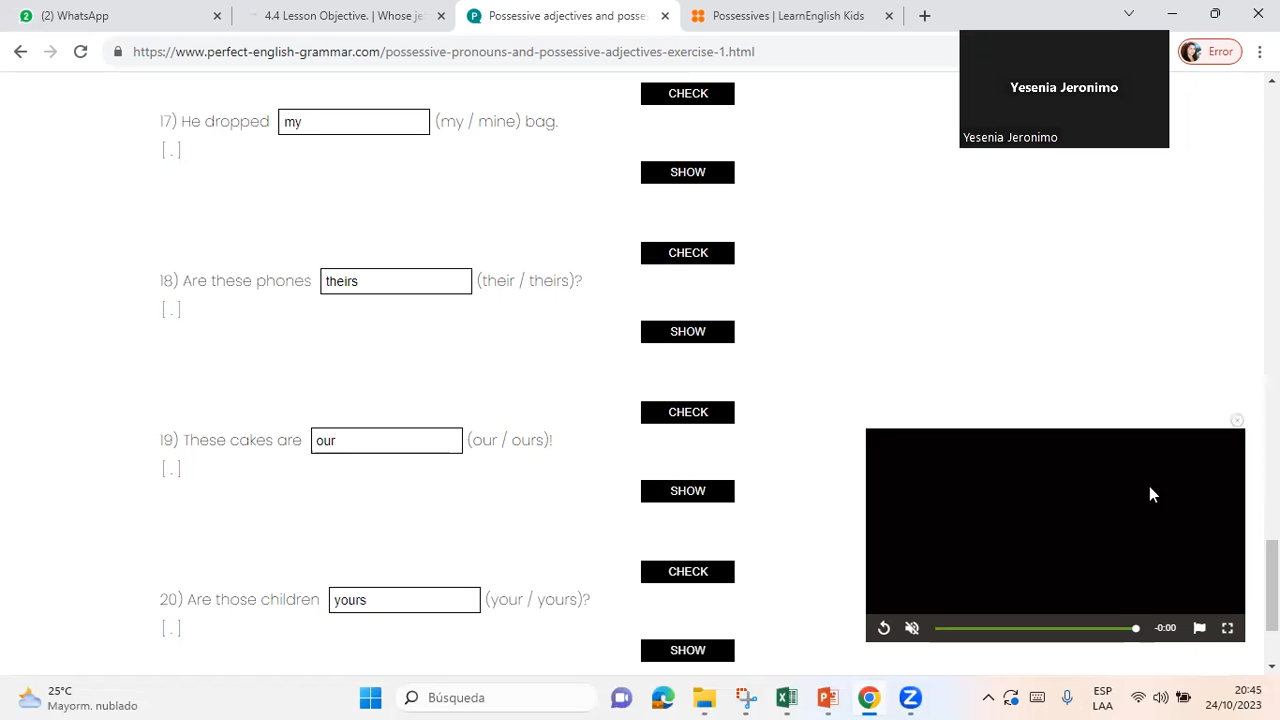 (2) WhatsApp
4.4 Lesson Objective. | Whose je
Possessive adjectives and posse
Possessives | LearnEnglish Kids
https://www.perfect-english-grammar.com/possessive-pronouns-and-possessive-adjectives-exercise-1.html
Error
Yesenia Jeronimo
Yesenia Jeronimo
CHECK
17) He dropped my (my / mine) bag.
[ . ]
SHOW
CHECK
18) Are these phones theirs (their / theirs)?
[ . ]
SHOW
CHECK
19) These cakes are our (our / ours)!
[ . ]
SHOW
CHECK
20) Are those children yours (your / yours)?
[ . ]
SHOW
-0:00
25°C
Mayorm. nublado
Búsqueda
ESP
LAA
20:45
24/10/2023